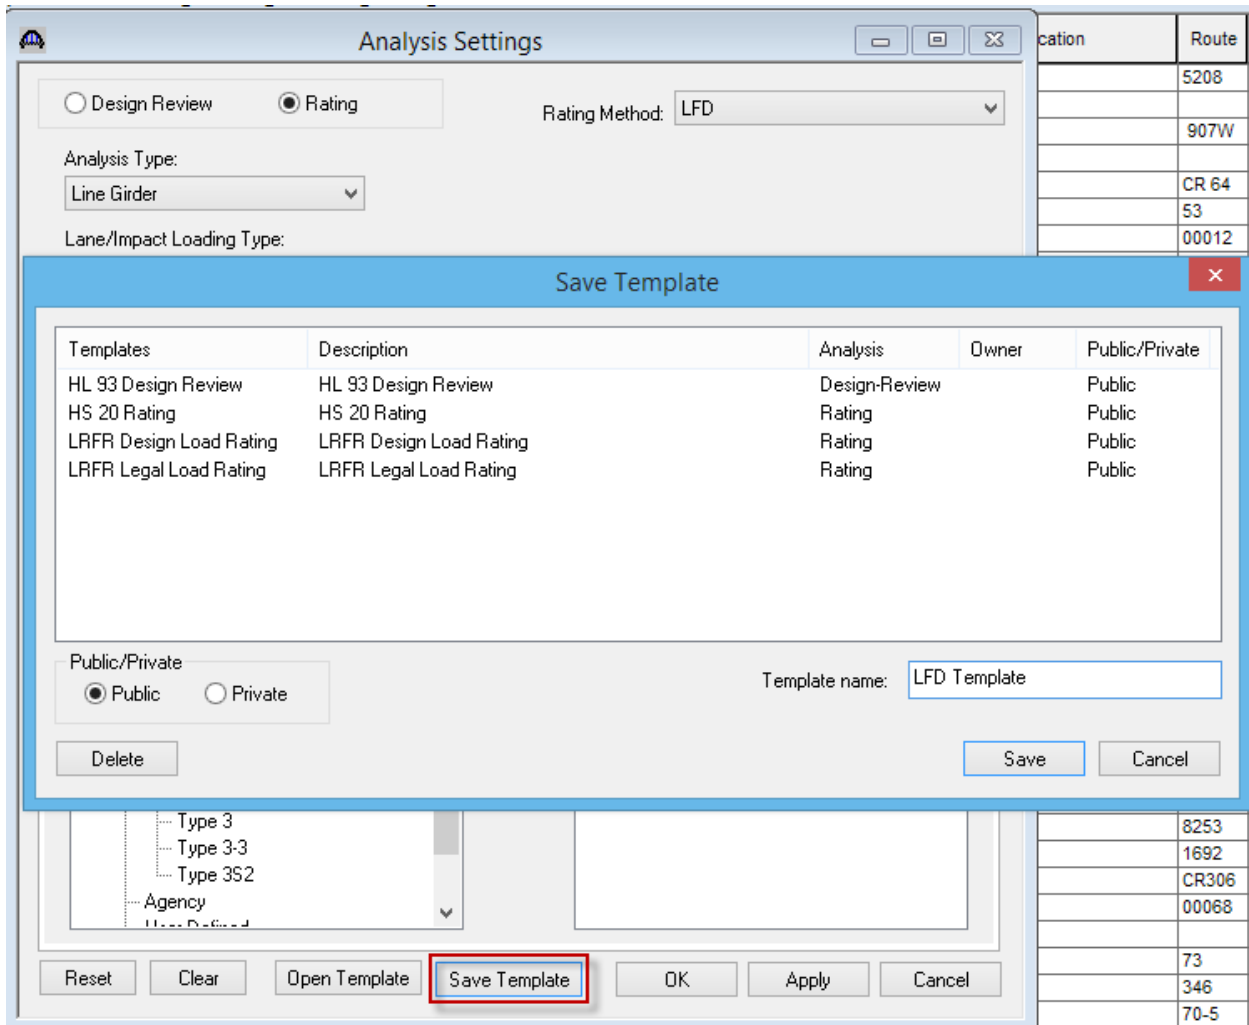 Analysis Settings
cation Route
5208
Design Review Rating Rating Method: LFD
907W
Analysis Type:
CR 64
Line Girder
53
Lane/Impact Loading Type:
00012
Save Template
Templates Description Analysis Owner Public/Private
HL 93 Design Review HL 93 Design Review Design-Review Public
HS 20 Rating HS 20 Rating Rating Public
LRFR Design Load Rating LRFR Design Load Rating Rating Public
LRFR Legal Load Rating LRFR Legal Load Rating Rating Public
Public/Private
Public Private
Template name: LFD Template
Delete Save Cancel
Type 3
8253
Type 3-3
1692
Type 3S2
CR306
Agency
00068
73
Reset Clear Open Template Save Template OK Apply Cancel
346
70-5